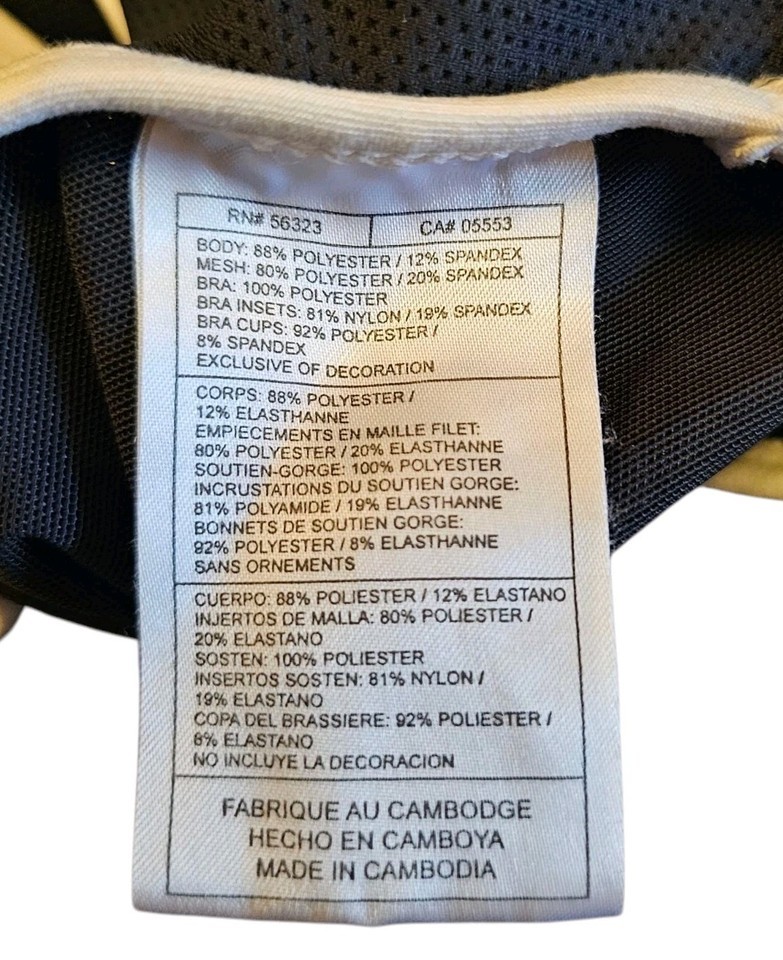 RN# 56323 CA# 05553
BODY: 88% POLYESTER / 12% SPANDEX
MESH: 80% POLYESTER / 20% SPANDEX
BRA: 100% POLYESTER
BRA INSETS: 81% NYLON / 19% SPANDEX
BRA CUPS: 92% POLYESTER /
8% SPANDEX
EXCLUSIVE OF DECORATION
CORPS: 88% POLYESTER /
12% ELASTHANNE
EMPIECEMENTS EN MAILLE FILET:
80% POLYESTER / 20% ELASTHANNE
SOUTIEN-GORGE: 100% POLYESTER
INCRUSTATIONS DU SOUTIEN GORGE:
81% POLYAMIDE / 19% ELASTHANNE
BONNETS DE SOUTIEN GORGE:
92% POLYESTER / 8% ELASTHANNE
SANS ORNEMENTS
CUERPO: 88% POLIESTER / 12% ELASTANO
INJERTOS DE MALLA: 80% POLIESTER /
20% ELASTANO
SOSTEN: 100% POLIESTER
INSERTOS SOSTEN: 81% NYLON /
19% ELASTANO
COPA DEL BRASSIERE: 92% POLIESTER /
8% ELASTANO
NO INCLUYE LA DECORACION
FABRIQUE AU CAMBODGE
HECHO EN CAMBOYA
MADE IN CAMBODIA